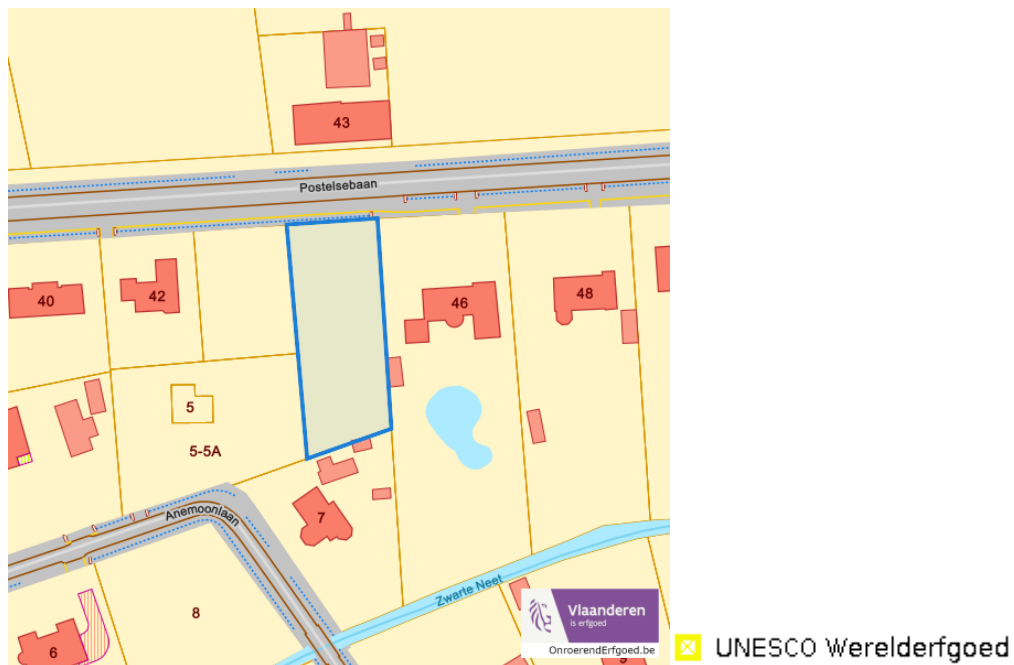 43
Postelsebaan
40
42
46
48
5
5-5A
Anemoonlaan
7
Zwarte Neet
8
6
Vlaanderen
is erfgoed
OnroerendErfgoed.be
9
UNESCO Werelderfgoed